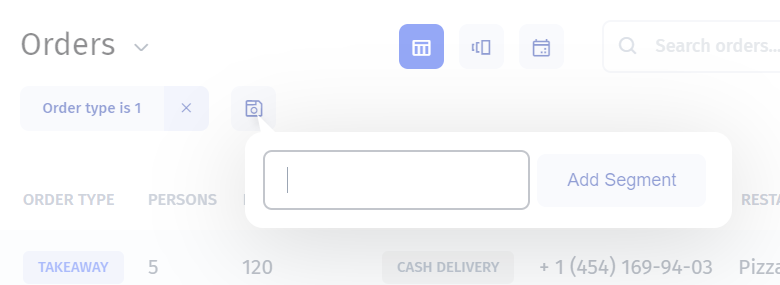 Orders
Search orders...
Order type is 1
Add Segment
ORDER TYPE PERSONS RESTA
TAKEAWAY 5 120 CASH DELIVERY + 1 (454) 169-94-03 Pizza